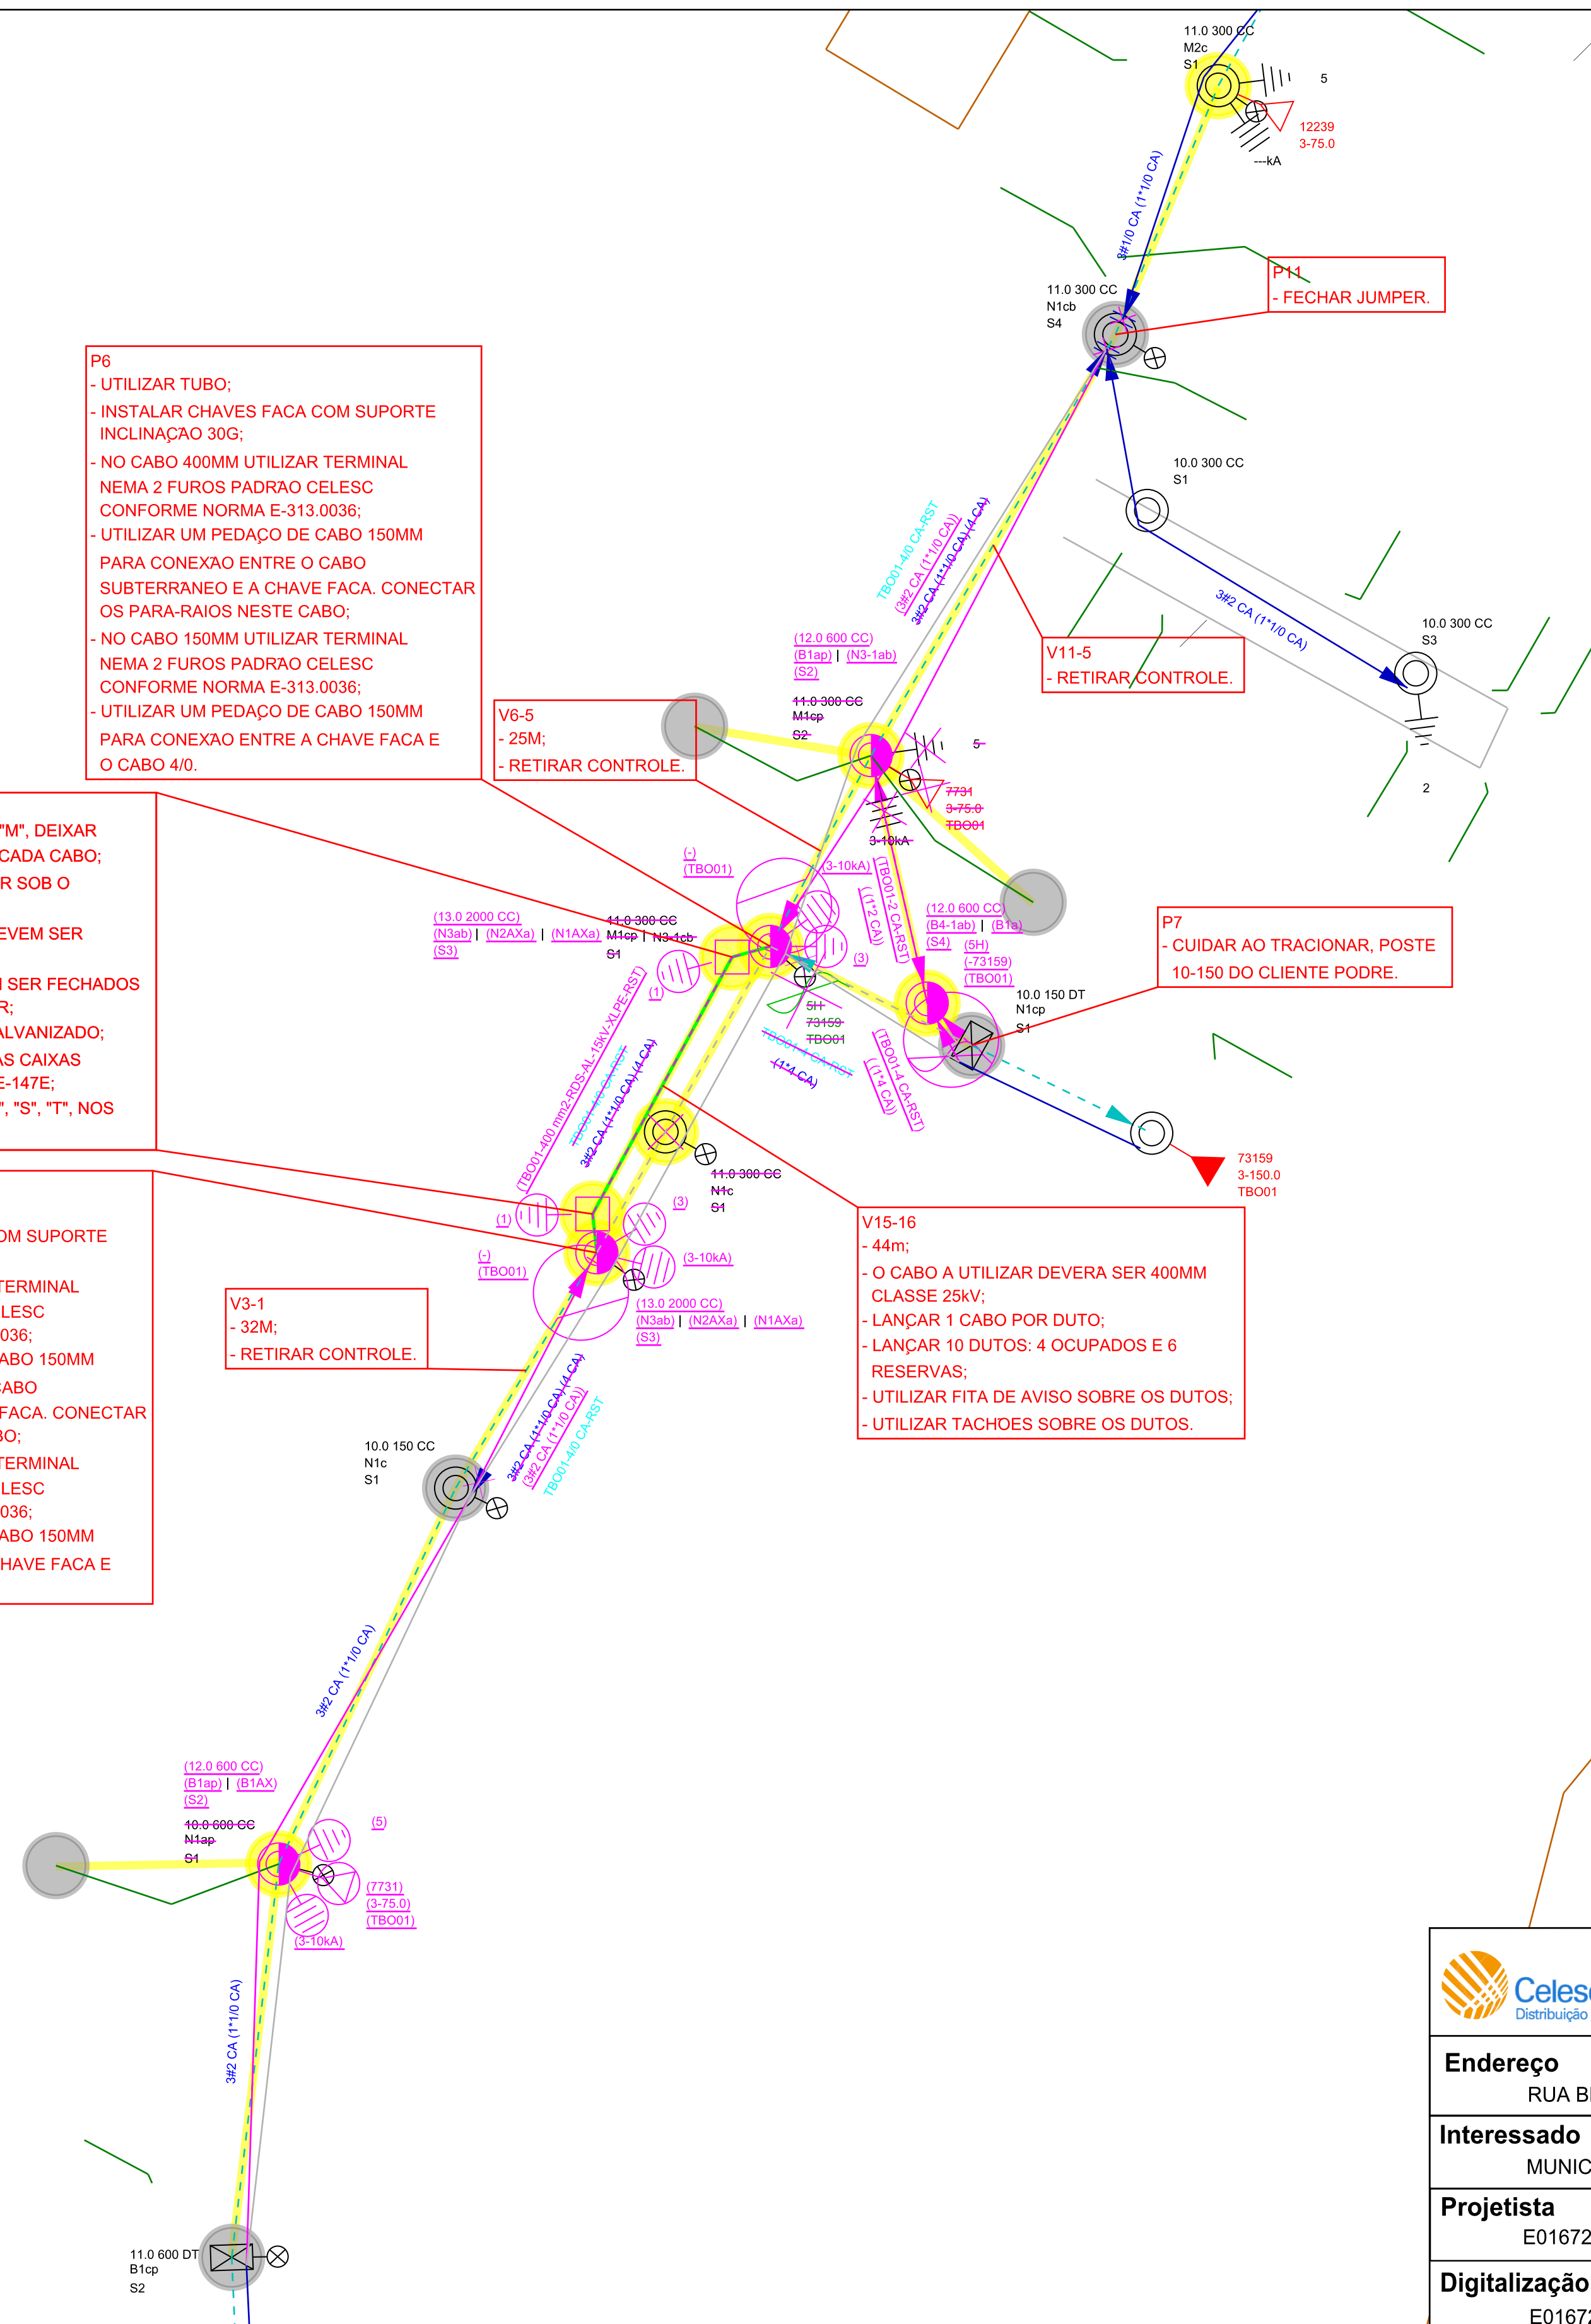 11.0 300 CC
M2c
S1
5
12239
3-75.0
---kA
3#1/0 CA (1*1/0 CA)
P11
- FECHAR JUMPER.
11.0 300 CC
N1cb
S4
P6
- UTILIZAR TUBO;
- INSTALAR CHAVES FACA COM SUPORTE
INCLINAÇÃO 30G;
- NO CABO 400MM UTILIZAR TERMINAL
NEMA 2 FUROS PADRÃO CELESC
CONFORME NORMA E-313.0036;
- UTILIZAR UM PEDAÇO DE CABO 150MM
PARA CONEXÃO ENTRE O CABO
SUBTERRÂNEO E A CHAVE FACA. CONECTAR
OS PARA-RAIOS NESTE CABO;
- NO CABO 150MM UTILIZAR TERMINAL
NEMA 2 FUROS PADRÃO CELESC
CONFORME NORMA E-313.0036;
- UTILIZAR UM PEDAÇO DE CABO 150MM
PARA CONEXÃO ENTRE A CHAVE FACA E
O CABO 4/0.
10.0 300 CC
S1
3#2 CA (1*1/0 CA)
10.0 300 CC
S3
2
TBO01-4/0 CA-RST
(3#2 CA (1*1/0 CA))
3#2 CA (1*1/0 CA) (4 CA)
V11-5
- RETIRAR CONTROLE.
(12.0 600 CC)
(B1ap) | (N3-1ab)
(S2)
11.0 300 CC
M1cp
S2
V6-5
- 25M;
- RETIRAR CONTROLE.
5
7731
3-75.0
TBO01
3-10kA
"M", DEIXAR
CADA CABO;
R SOB O
EVEM SER
M SER FECHADOS
R;
ALVANIZADO;
AS CAIXAS
E-147E;
", "S", "T", NOS
(-)
(TBO01)
(3-10kA)
(TBO01-2 CA-RST)
( (1*2 CA))
(13.0 2000 CC)
(N3ab) | (N2AXa) | (N1AXa)
(S3)
11.0 300 CC
M1cp | N3-1cb
S1
(3)
(1)
(12.0 600 CC)
(B4-1ab) | (B1a)
(S4)
(5H)
(-73159)
(TBO01)
P7
- CUIDAR AO TRACIONAR, POSTE
10-150 DO CLIENTE PODRE.
10.0 150 DT
N1cp
S1
5H
73159
TBO01
TBO01-4 CA-RST
(1*4 CA)
(TBO01-4 CA-RST)
( (1*4 CA))
(TBO01-400 mm2-RDS-AL-15kV-XLPE-RST)
TBO01-4/0 CA-RST
3#2 CA (1*1/0 CA) (4 CA)
73159
3-150.0
TBO01
11.0 300 CC
N1c
S1
(3)
(1)
(-)
(TBO01)
(3-10kA)
(13.0 2000 CC)
(N3ab) | (N2AXa) | (N1AXa)
(S3)
V15-16
- 44m;
- O CABO A UTILIZAR DEVERÁ SER 400MM
CLASSE 25kV;
- LANÇAR 1 CABO POR DUTO;
- LANÇAR 10 DUTOS: 4 OCUPADOS E 6
RESERVAS;
- UTILIZAR FITA DE AVISO SOBRE OS DUTOS;
- UTILIZAR TACHÕES SOBRE OS DUTOS.
OM SUPORTE
TERMINAL
LESC
036;
ABO 150MM
CABO
FACA. CONECTAR
BO;
TERMINAL
LESC
036;
ABO 150MM
HAVE FACA E
V3-1
- 32M;
- RETIRAR CONTROLE.
3#2 CA (1*1/0 CA) (4 CA)
(3#2 CA (1*1/0 CA))
TBO01-4/0 CA-RST
10.0 150 CC
N1c
S1
3#2 CA (1*1/0 CA)
(12.0 600 CC)
(B1ap) | (B1AX)
(S2)
10.0 600 CC
N1ap
S1
(5)
(7731)
(3-75.0)
(TBO01)
(3-10kA)
3#2 CA (1*1/0 CA)
11.0 600 DT
B1cp
S2
Celes
Distribuição
Endereço
RUA B
Interessado
MUNIC
Projetista
E01672
Digitalização
E01672